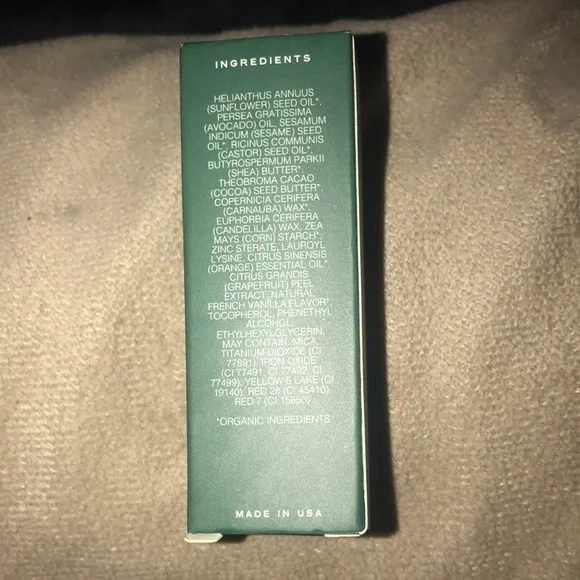 INGREDIENTS
HELIANTHUS ANNUUS
(SUNFLOWER) SEED OIL*,
PERSEA GRATISSIMA
(AVOCADO) OIL, SESAMUM
INDICUM (SESAME) SEED
OIL*, RICINUS COMMUNIS
(CASTOR) SEED OIL*,
BUTYROSPERMUM PARKII
(SHEA) BUTTER*,
THEOBROMA CACAO
(COCOA) SEED BUTTER*,
COPERNICIA CERIFERA
(CARNAUBA) WAX*,
EUPHORBIA CERIFERA
(CANDELILLA) WAX, ZEA
MAYS (CORN) STARCH*,
ZINC STERATE, LAUROYL
LYSINE, CITRUS SINENSIS
(ORANGE) ESSENTIAL OIL*,
CITRUS GRANDIS
(GRAPEFRUIT) PEEL
EXTRACT, NATURAL
FRENCH VANILLA FLAVOR*,
TOCOPHEROL, PHENETHYL
ALCOHOL,
ETHYLHEXYLGLYCERIN.
MAY CONTAIN: MICA,
TITANIUM DIOXIDE (CI
77891), IRON OXIDE
(CI 77491, CI 77492, CI
77499), YELLOW 5 LAKE (CI
19140), RED 28 (CI 45410),
RED 7 (CI 15850)
*ORGANIC INGREDIENTS
MADE IN USA